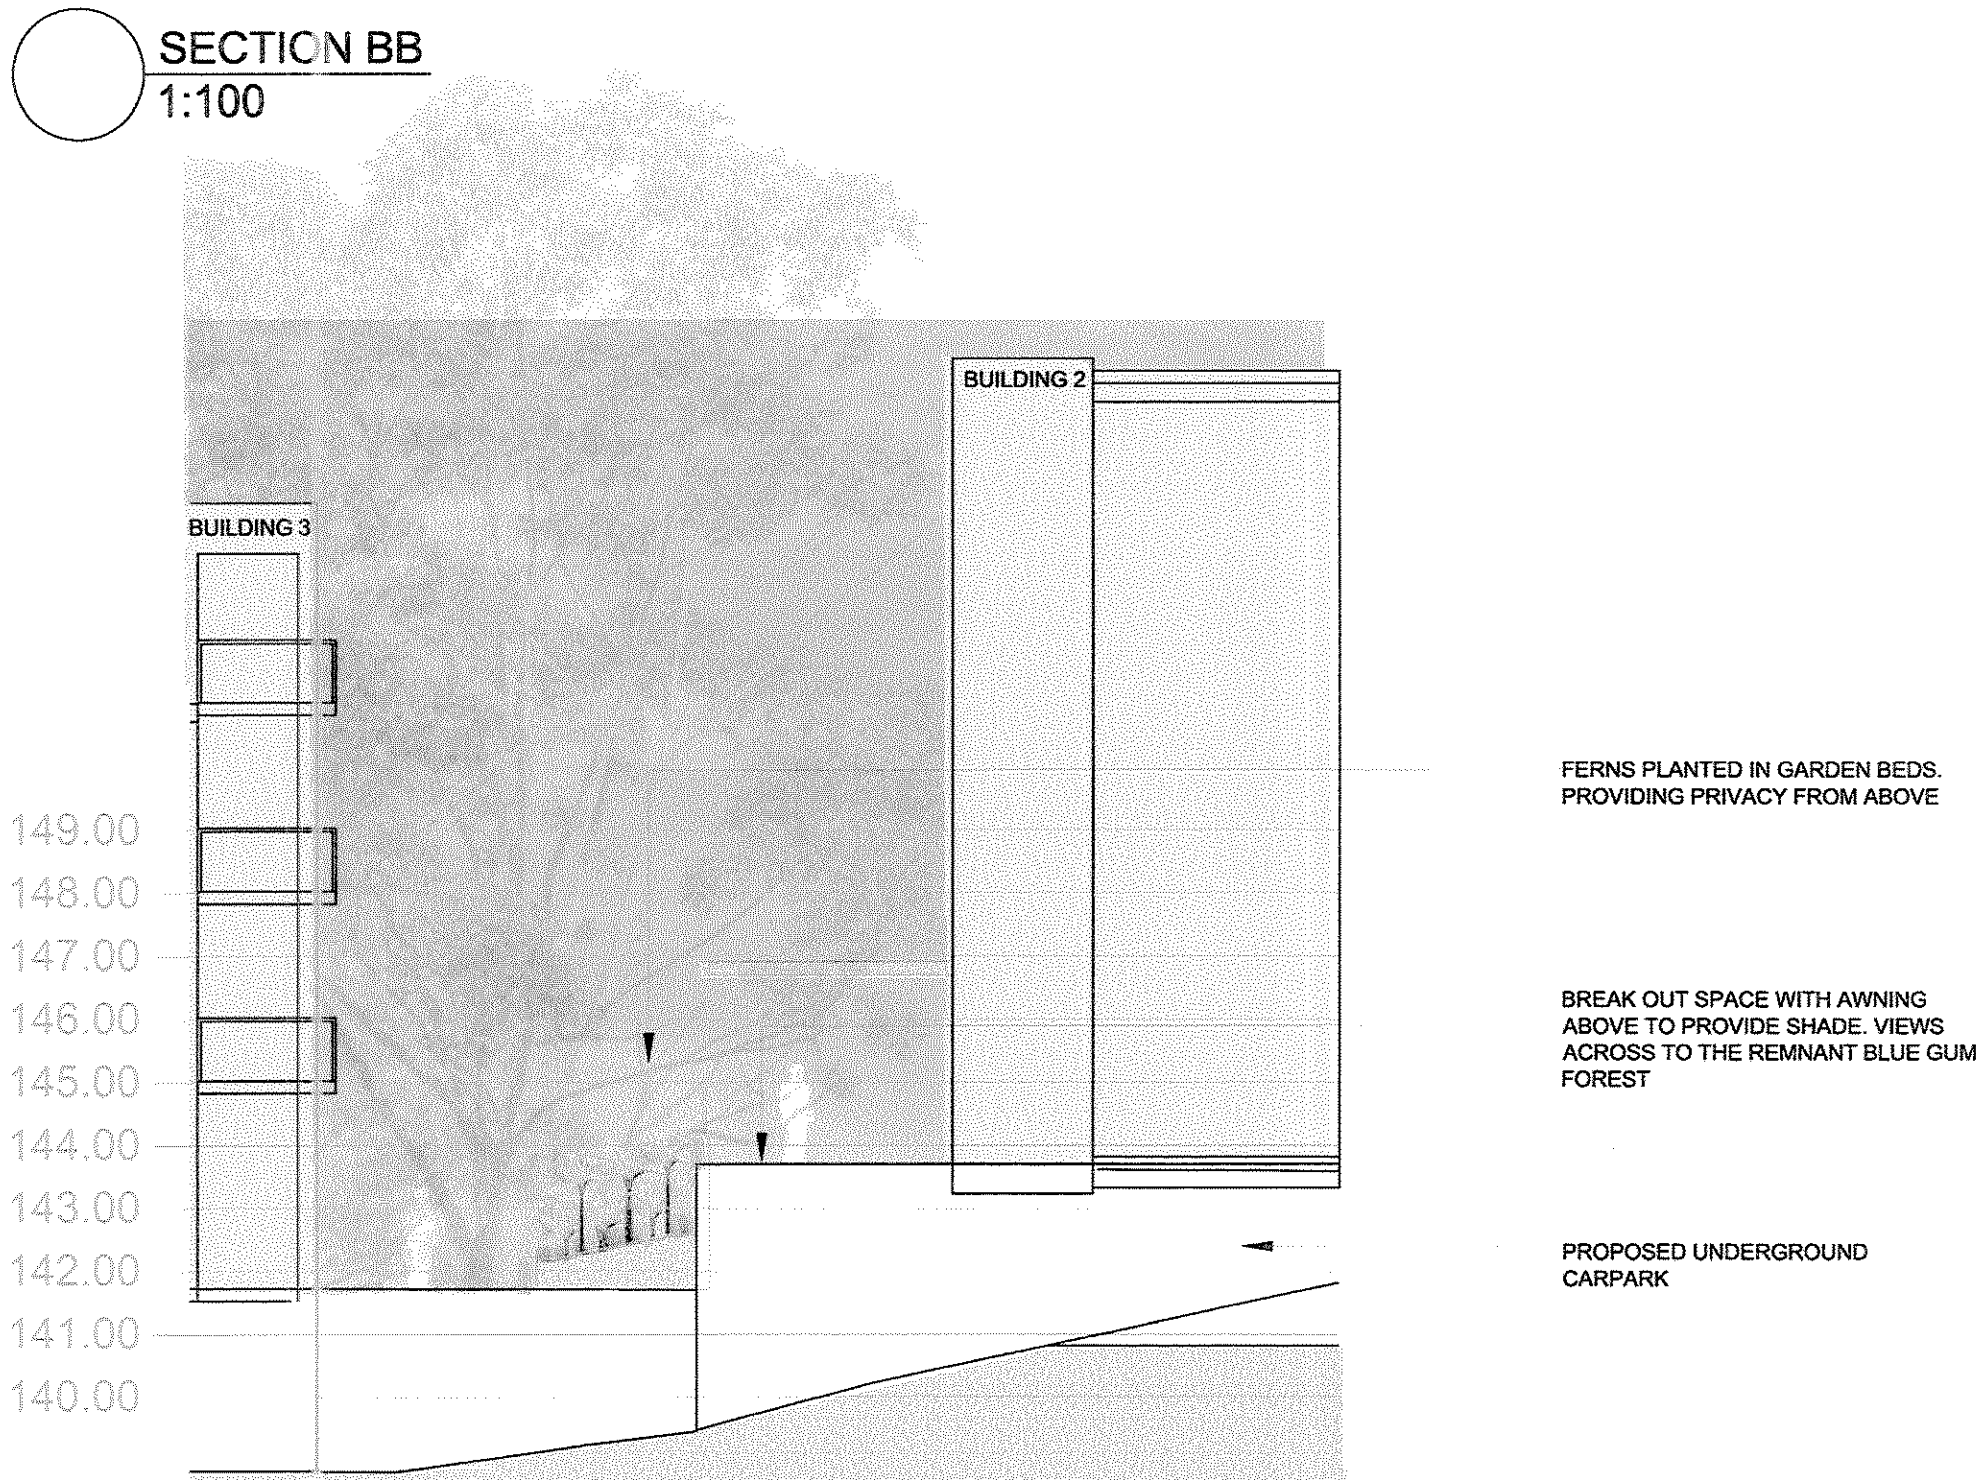 SECTION BB
1:100
BUILDING 2
BUILDING 3
FERNS PLANTED IN GARDEN BEDS.
PROVIDING PRIVACY FROM ABOVE
149.00
148.00
147.00
146.00
145.00
144.00
143.00
142.00
141.00
140.00
BREAK OUT SPACE WITH AWNING
ABOVE TO PROVIDE SHADE. VIEWS
ACROSS TO THE REMNANT BLUE GUM
FOREST
PROPOSED UNDERGROUND
CARPARK